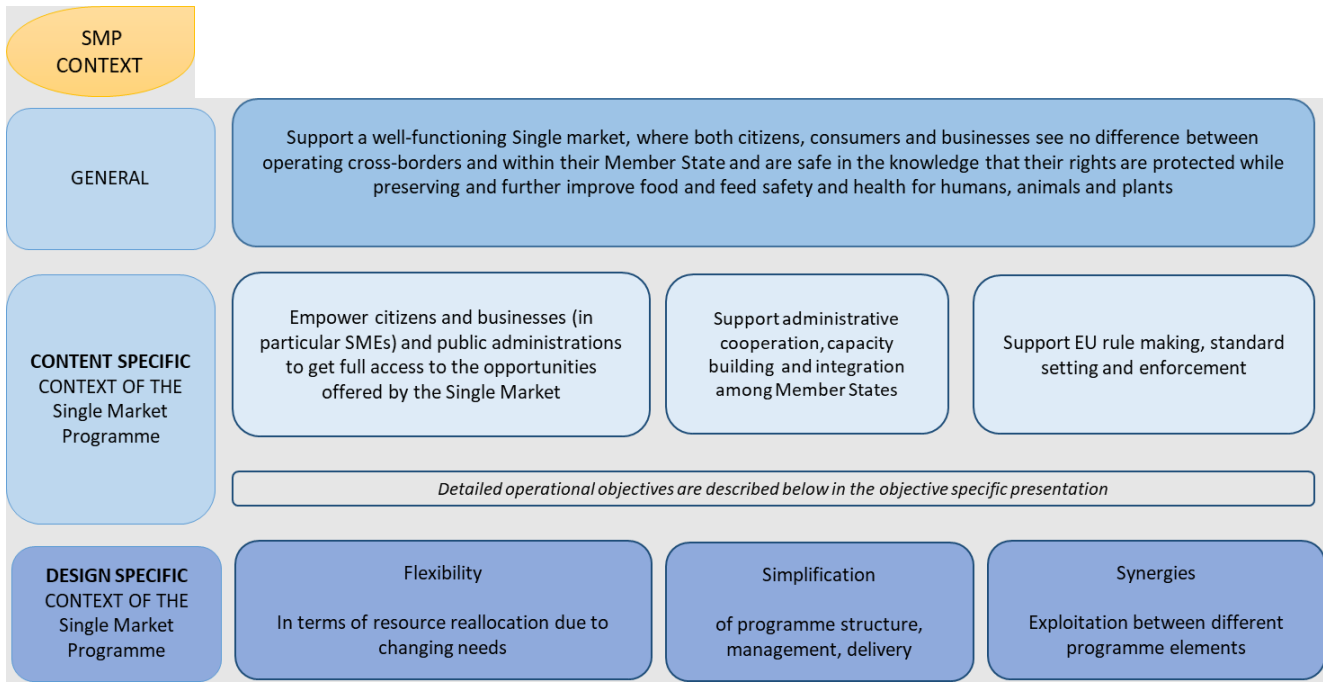 SMP
CONTEXT
GENERAL
Support a well-functioning Single market, where both citizens, consumers and businesses see no difference between
operating cross-borders and within their Member State and are safe in the knowledge that their rights are protected while
preserving and further improve food and feed safety and health for humans, animals and plants
CONTENT SPECIFIC
CONTEXT OF THE
Single Market
Programme
Empower citizens and businesses (in
particular SMEs) and public administrations
to get full access to the opportunities
offered by the Single Market
Support administrative
cooperation, capacity
building and integration
among Member States
Support EU rule making, standard
setting and enforcement
Detailed operational objectives are described below in the objective specific presentation
DESIGN SPECIFIC
CONTEXT OF THE
Single Market
Programme
Flexibility
In terms of resource reallocation due to
changing needs
Simplification
of programme structure,
management, delivery
Synergies
Exploitation between different
programme elements